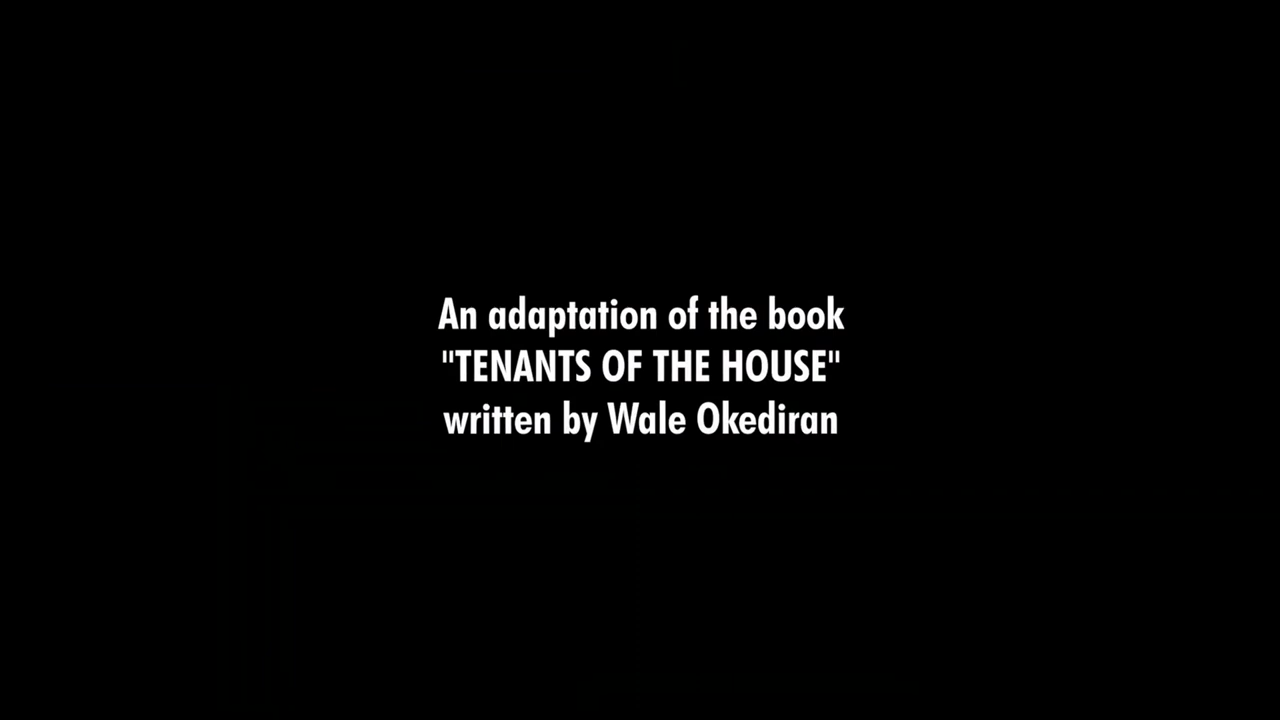 An adaptation of the book
"TENANTS OF THE HOUSE"
written by Wale Okediran